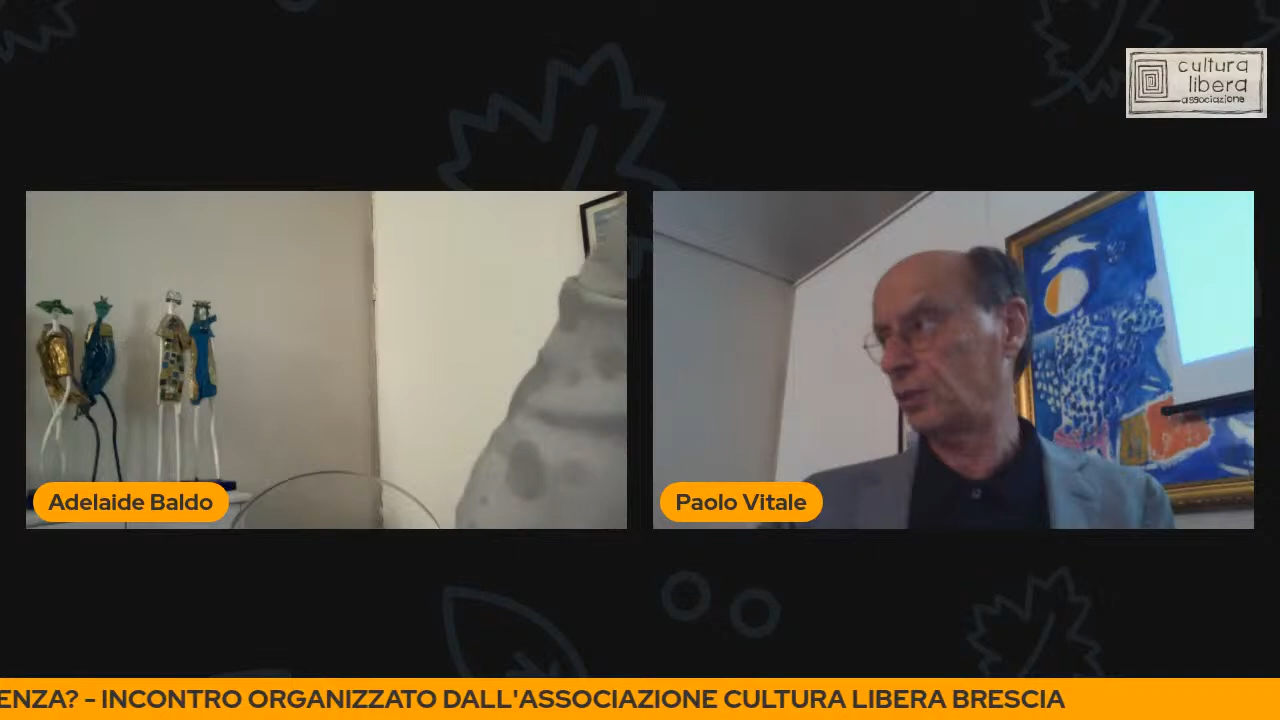 cultura
libera
associazione
Adelaide Baldo
Paolo Vitale
ENZA? - INCONTRO ORGANIZZATO DALL'ASSOCIAZIONE CULTURA LIBERA BRESCIA